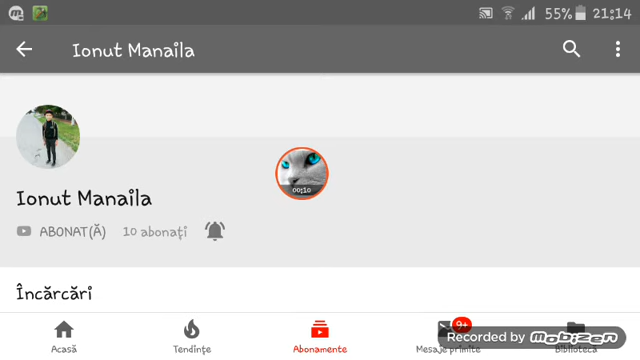 55% 21:14
Ionut Manaila
00:10
Ionut Manaila
ABONAT(Ă) 10 abonați
Încărcări
9+
Acasă Tendințe Abonamente Mesaje primite Biblioteca
Recorded by Mobizen